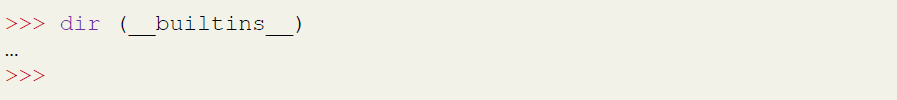 >>> dir (__builtins__)
…
>>>